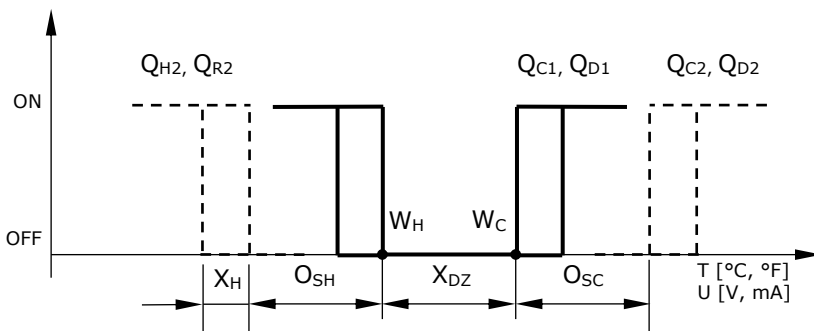 QH2, QR2
QC1, QD1
QC2, QD2
ON
WH
WC
OFF
XH
OSH
XDZ
OSC
T [°C, °F]
U [V, mA]